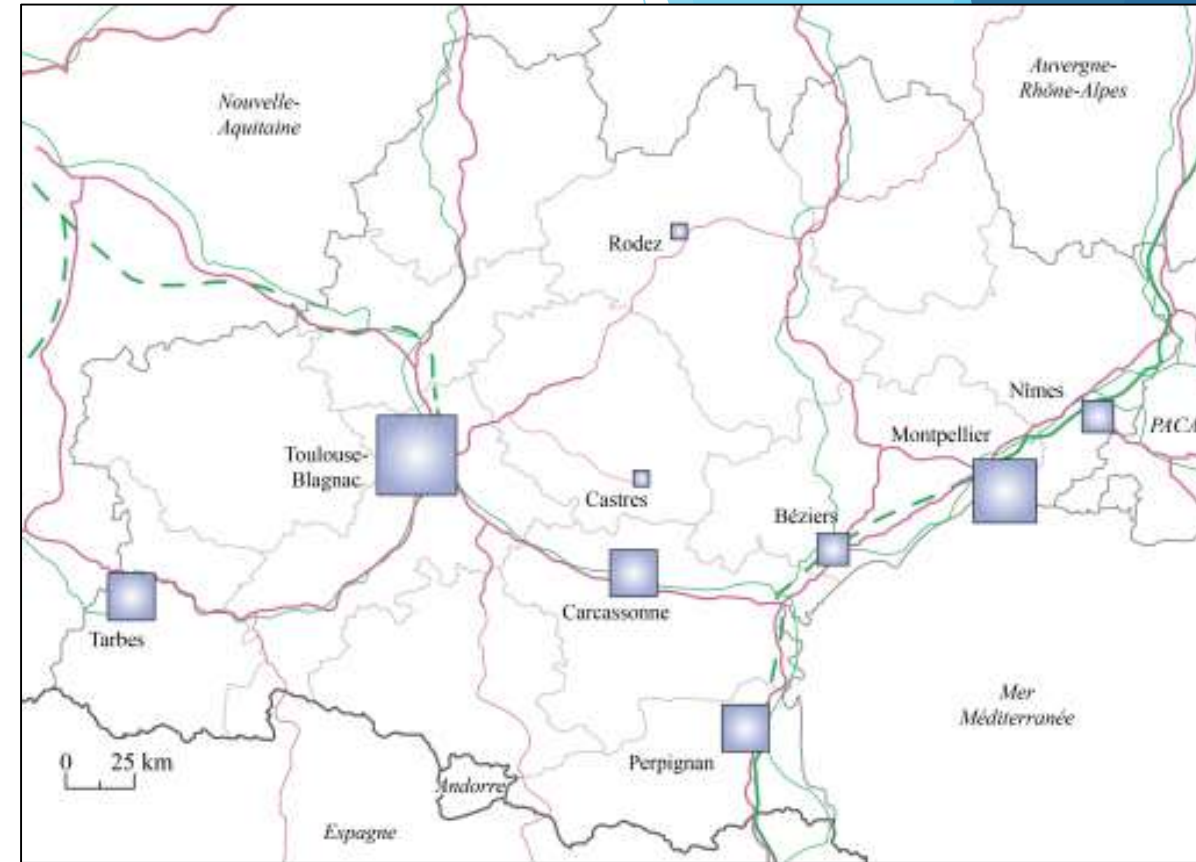 Auvergne-
Rhône-Alpes
Nouvelle-
Aquitaine
Rodez
Nîmes
PACA
Montpellier
Toulouse-
Blagnac
Castres
Béziers
Carcassonne
Tarbes
Mer
Méditerranée
0 25 km
Perpignan
Andorre
Espagne